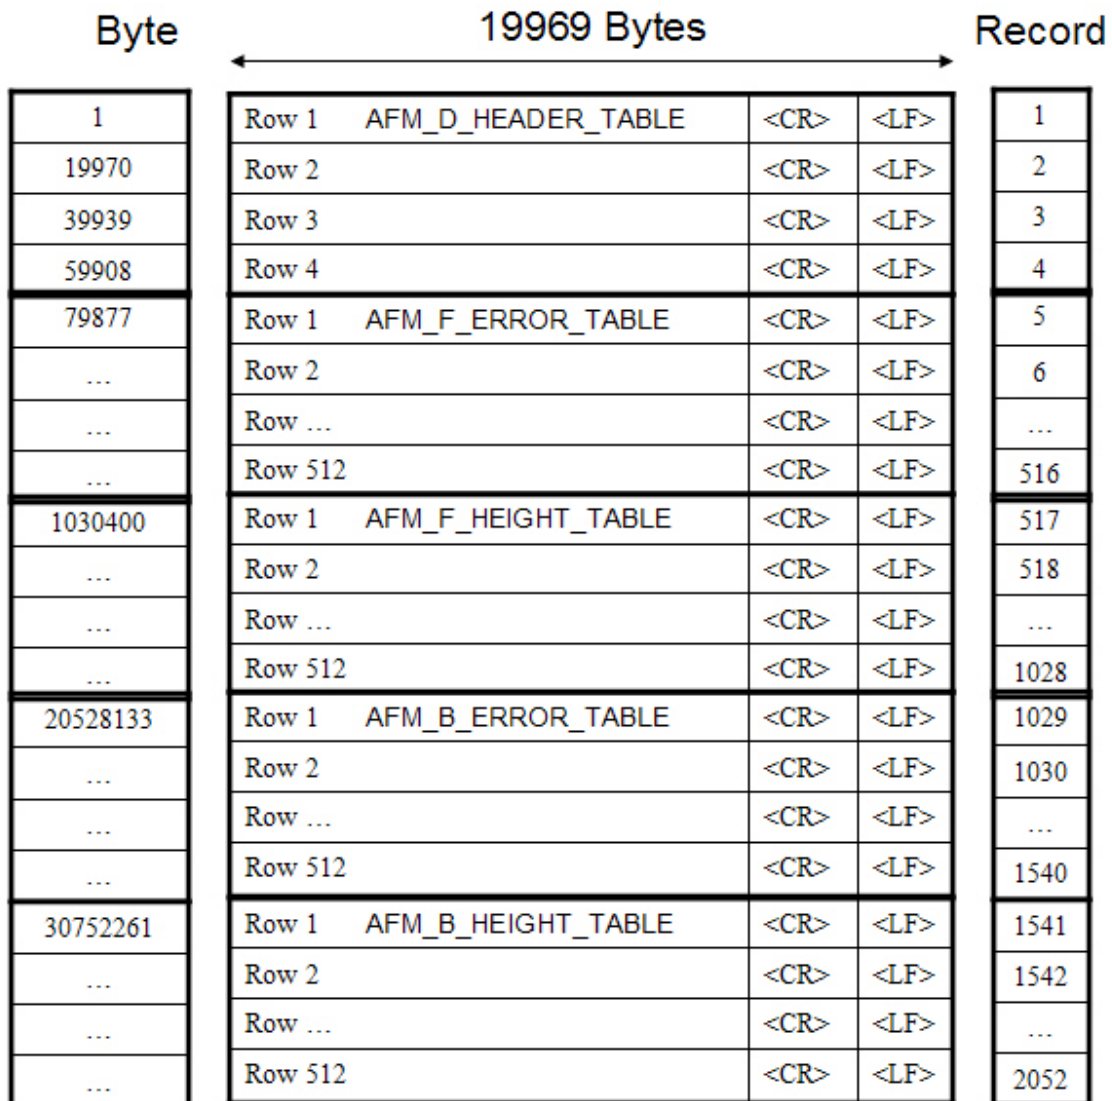 Byte 19969 Bytes Record
1 Row 1 AFM_D_HEADER_TABLE <CR> <LF> 1
19970 Row 2 <CR> <LF> 2
39939 Row 3 <CR> <LF> 3
59908 Row 4 <CR> <LF> 4
79877 Row 1 AFM_F_ERROR_TABLE <CR> <LF> 5
... Row 2 <CR> <LF> 6
... Row ... <CR> <LF> ...
... Row 512 <CR> <LF> 516
1030400 Row 1 AFM_F_HEIGHT_TABLE <CR> <LF> 517
... Row 2 <CR> <LF> 518
... Row ... <CR> <LF> ...
... Row 512 <CR> <LF> 1028
20528133 Row 1 AFM_B_ERROR_TABLE <CR> <LF> 1029
... Row 2 <CR> <LF> 1030
... Row ... <CR> <LF> ...
... Row 512 <CR> <LF> 1540
30752261 Row 1 AFM_B_HEIGHT_TABLE <CR> <LF> 1541
... Row 2 <CR> <LF> 1542
... Row ... <CR> <LF> ...
... Row 512 <CR> <LF> 2052